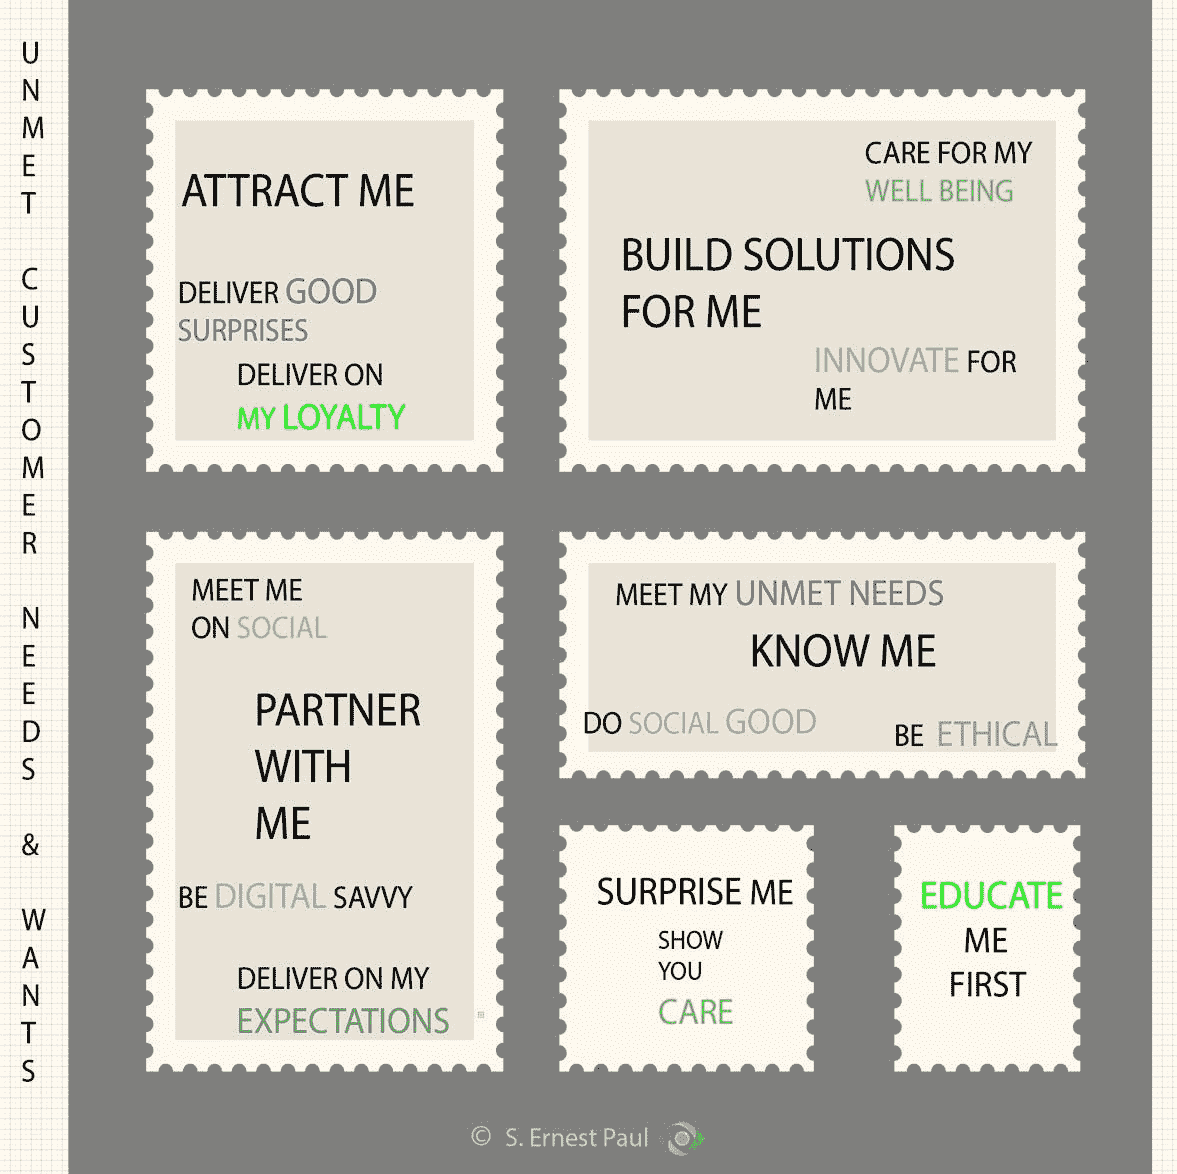 UNMET CUSTOMER NEEDS & WANTS
ATTRACT ME
DELIVER GOOD
SURPRISES
DELIVER ON
MY LOYALTY
CARE FOR MY
WELL BEING
BUILD SOLUTIONS
FOR ME
INNOVATE FOR
ME
MEET ME
ON SOCIAL
PARTNER
WITH
ME
BE DIGITAL SAVVY
DELIVER ON MY
EXPECTATIONS
MEET MY UNMET NEEDS
KNOW ME
DO SOCIAL GOOD
BE ETHICAL
SURPRISE ME
SHOW
YOU
CARE
EDUCATE
ME
FIRST
© S. Ernest Paul